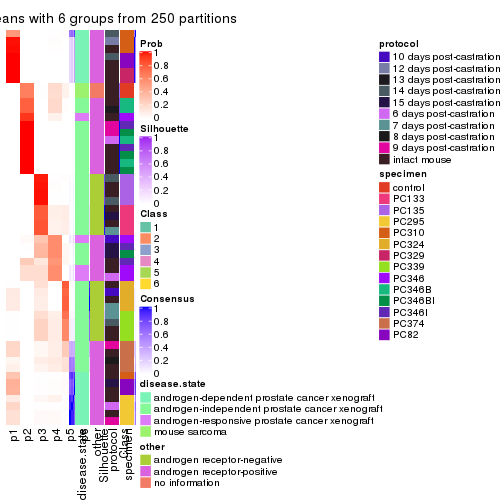 eans with 6 groups from 250 partitions
Prob
1
0.8
0.6
0.4
0.2
0
Silhouette
1
0.8
0.6
0.4
0.2
0
Class
1
2
3
4
5
6
Consensus
1
0.8
0.6
0.4
0.2
0
disease.state
androgen-dependent prostate cancer xenograft
androgen-independent prostate cancer xenograft
androgen-responsive prostate cancer xenograft
mouse sarcoma
other
androgen receptor-negative
androgen receptor-positive
no information
protocol
10 days post-castration
12 days post-castration
13 days post-castration
14 days post-castration
15 days post-castration
6 days post-castration
7 days post-castration
8 days post-castration
9 days post-castration
intact mouse
specimen
control
PC133
PC135
PC295
PC310
PC324
PC329
PC339
PC346
PC346B
PC346BI
PC346I
PC374
PC82
p1
p2
p3
p4
p5
disease.state
other
Silhouette
protocol
Class
specimen